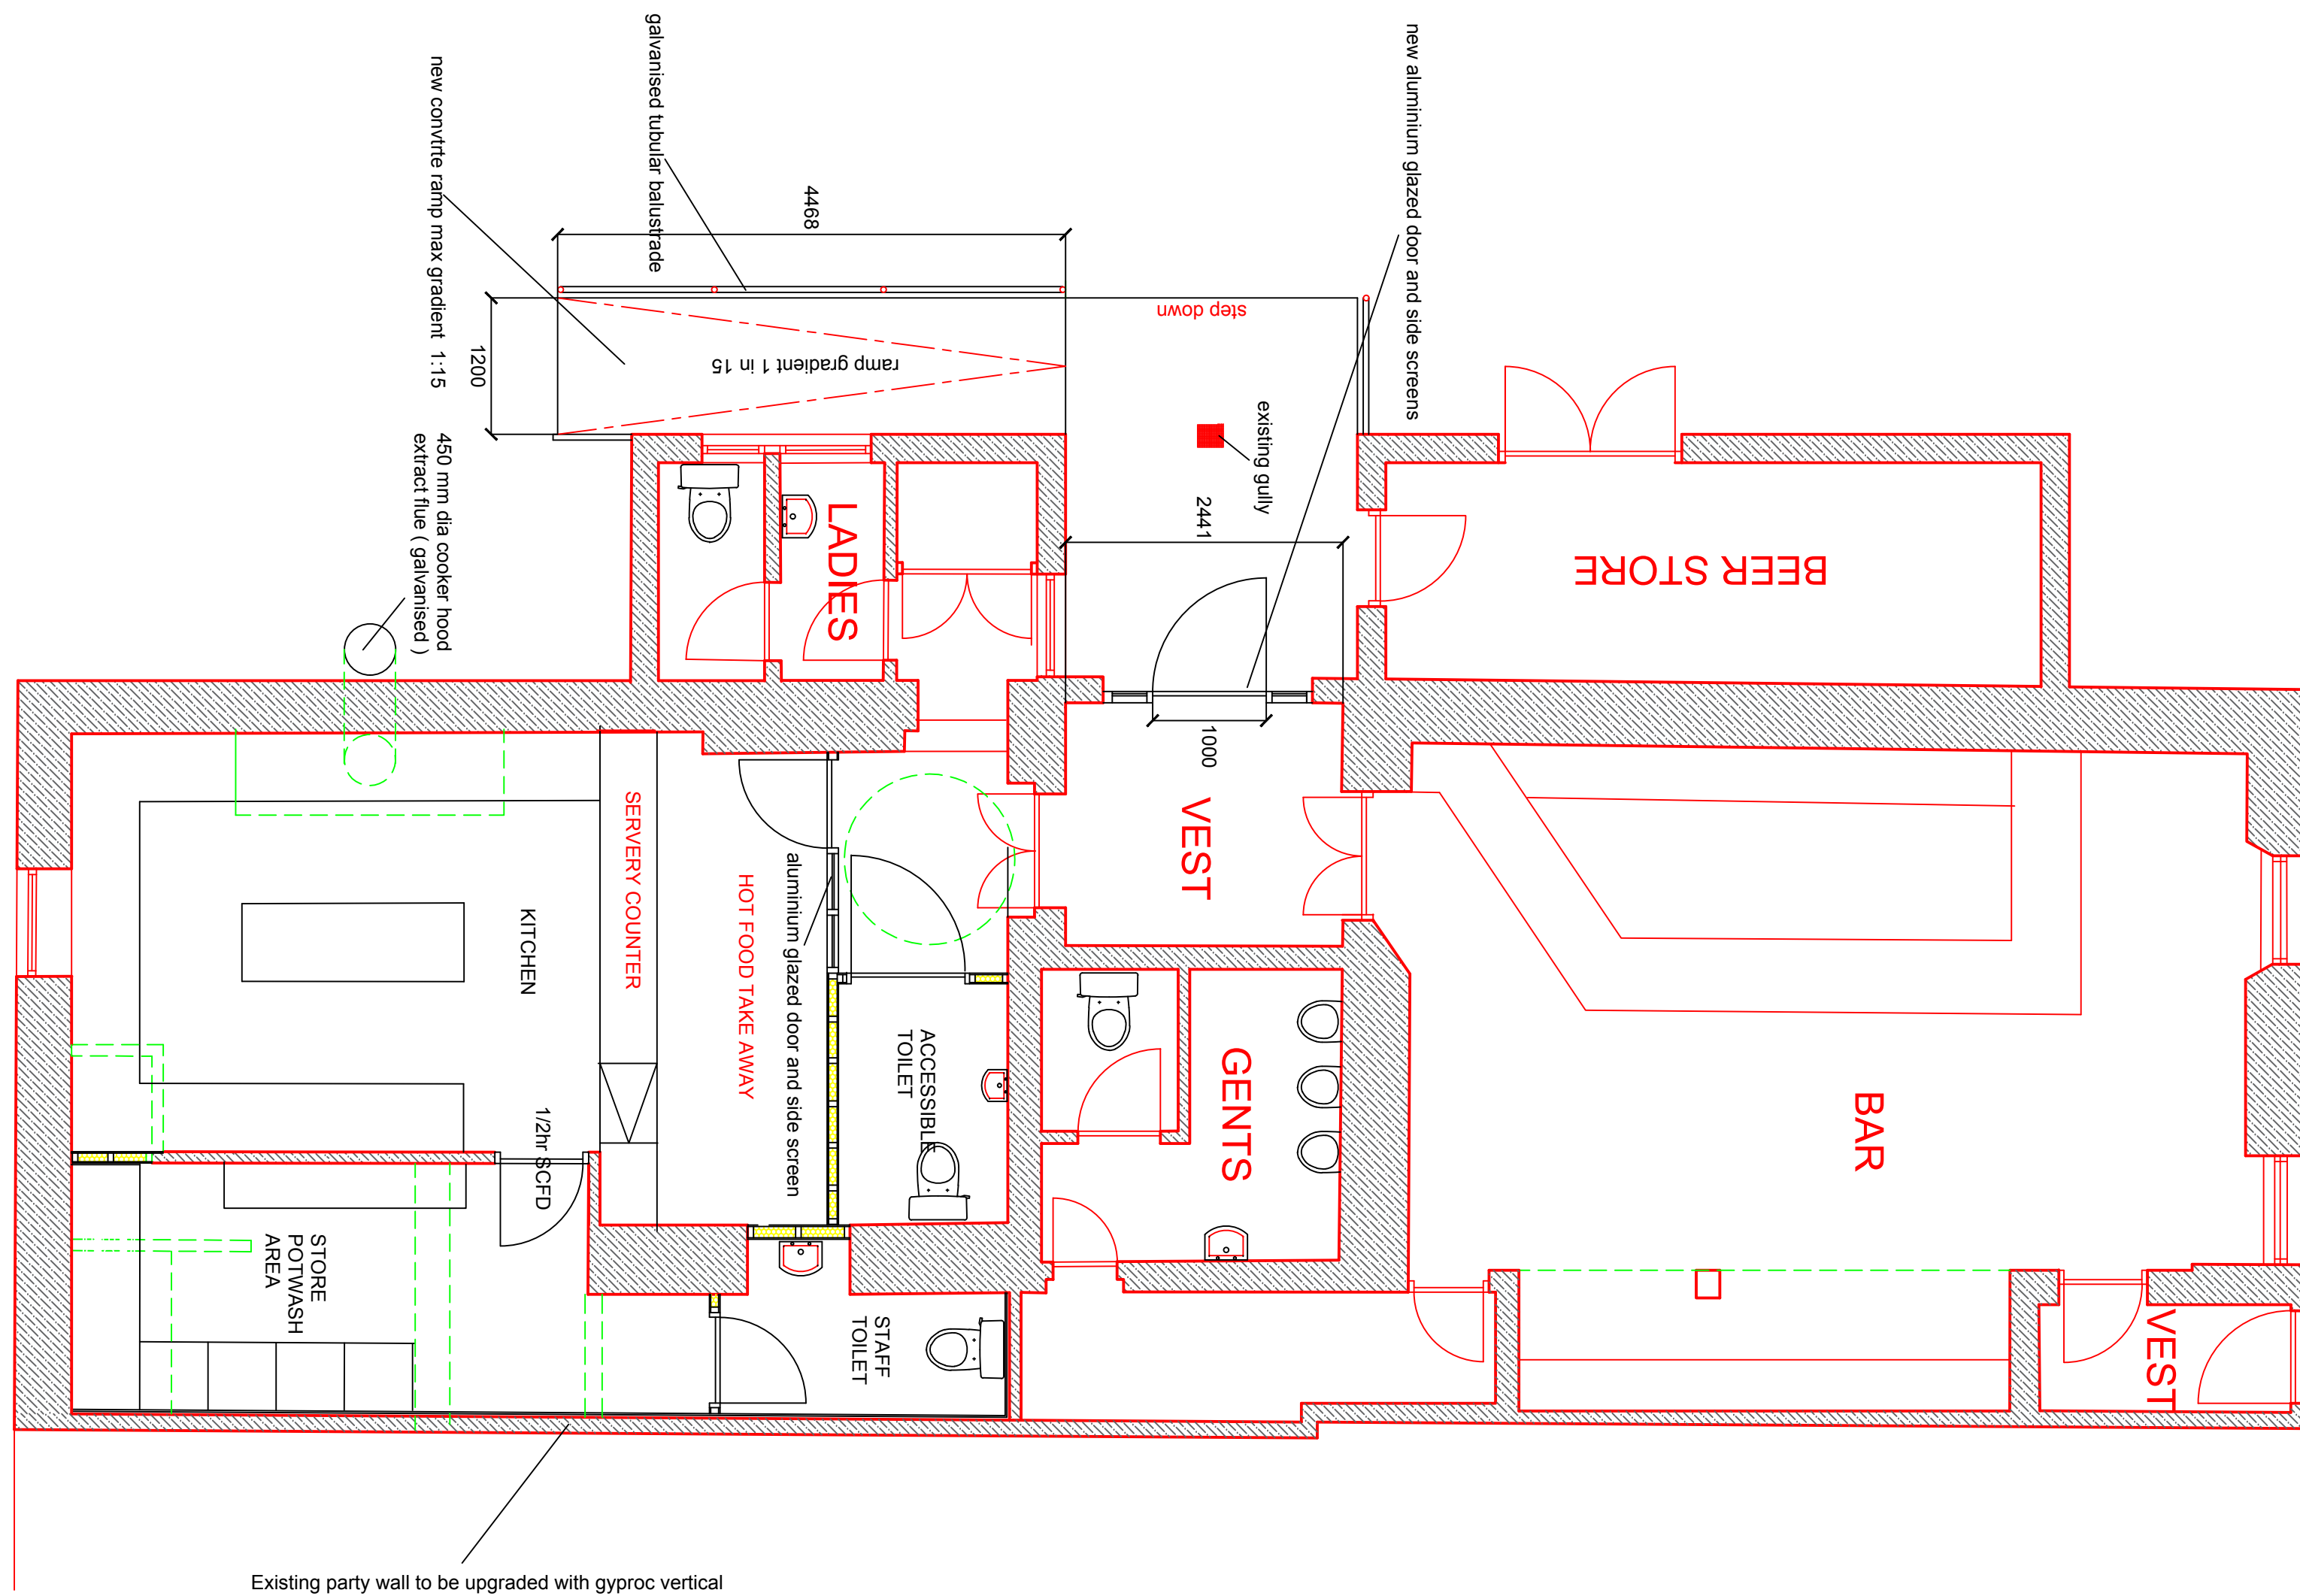 galvanised tubular balustrade
new convtrte ramp max gradient 1:15
new aluminium glazed door and side screens
4468
1200
step down
ramp gradient 1 in 15
existing gully
2441
450 mm dia cooker hood
extract flue ( galvanised )
LADIES
BEER STORE
1000
VEST
SERVERY COUNTER
HOT FOOD TAKE AWAY
aluminium glazed door and side screen
KITCHEN
ACCESSIBLE
TOILET
GENTS
BAR
1/2hr SCFD
STORE
POTWASH
AREA
STAFF
TOILET
VEST
Existing party wall to be upgraded with gyproc vertical